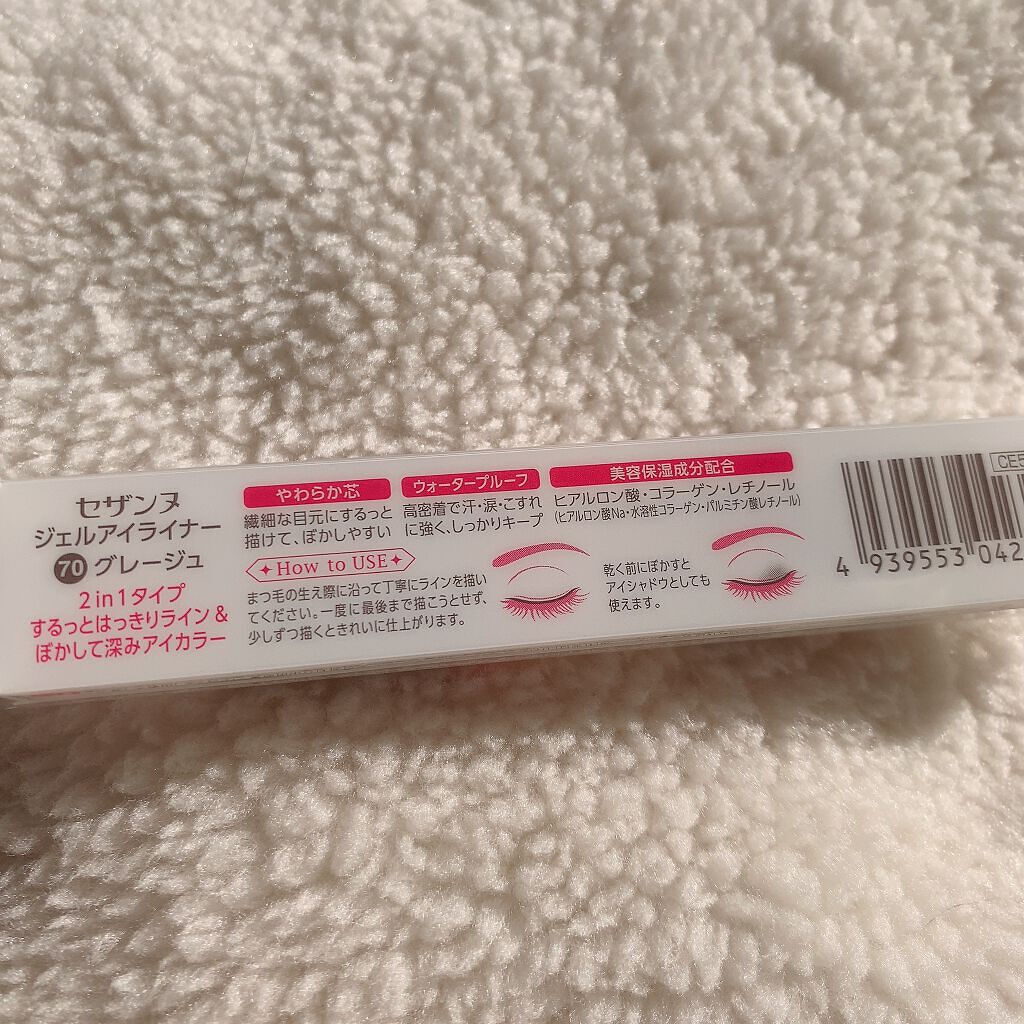 セザンヌ
ジェルアイライナー
70 グレージュ
2in1タイプ
するっとはっきりライン&
ぼかして深みアイカラー
やわらか芯
繊細な目元にするっと
描けて、ぼかしやすい
ウォータープルーフ
高密着で汗・涙・こすれ
に強く、しっかりキープ
美容保湿成分配合
ヒアルロン酸・コラーゲン・レチノール
(ヒアルロン酸Na・水溶性コラーゲン・パルミチン酸レチノール)
How to USE
まつ毛の生え際に沿って丁寧にラインを描い
てください。一度に最後まで描こうとせず、
少しずつ描くときれいに仕上がります。
乾く前にぼかすと
アイシャドウとしても
使えます。
CE5
4 939553 042